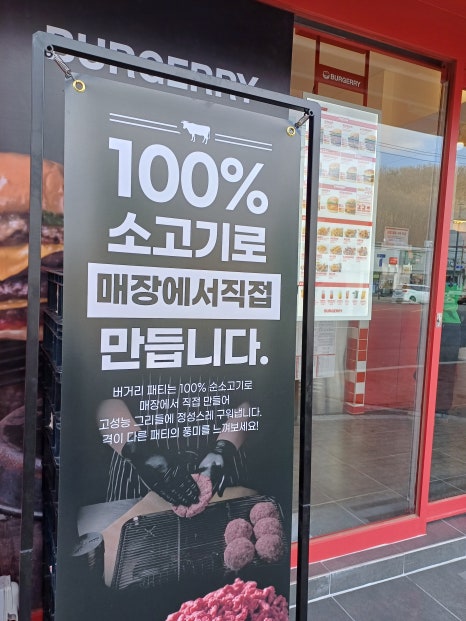 BURGERRY
BURGERRY
100%
소고기로
매장에서직접
만듭니다.
버거리 패티는 100% 순소고기로
매장에서 직접 만들어
고성능 그리들에 정성스레 구워냅니다.
격이 다른 패티의 풍미를 느껴보세요!
BURGERRY